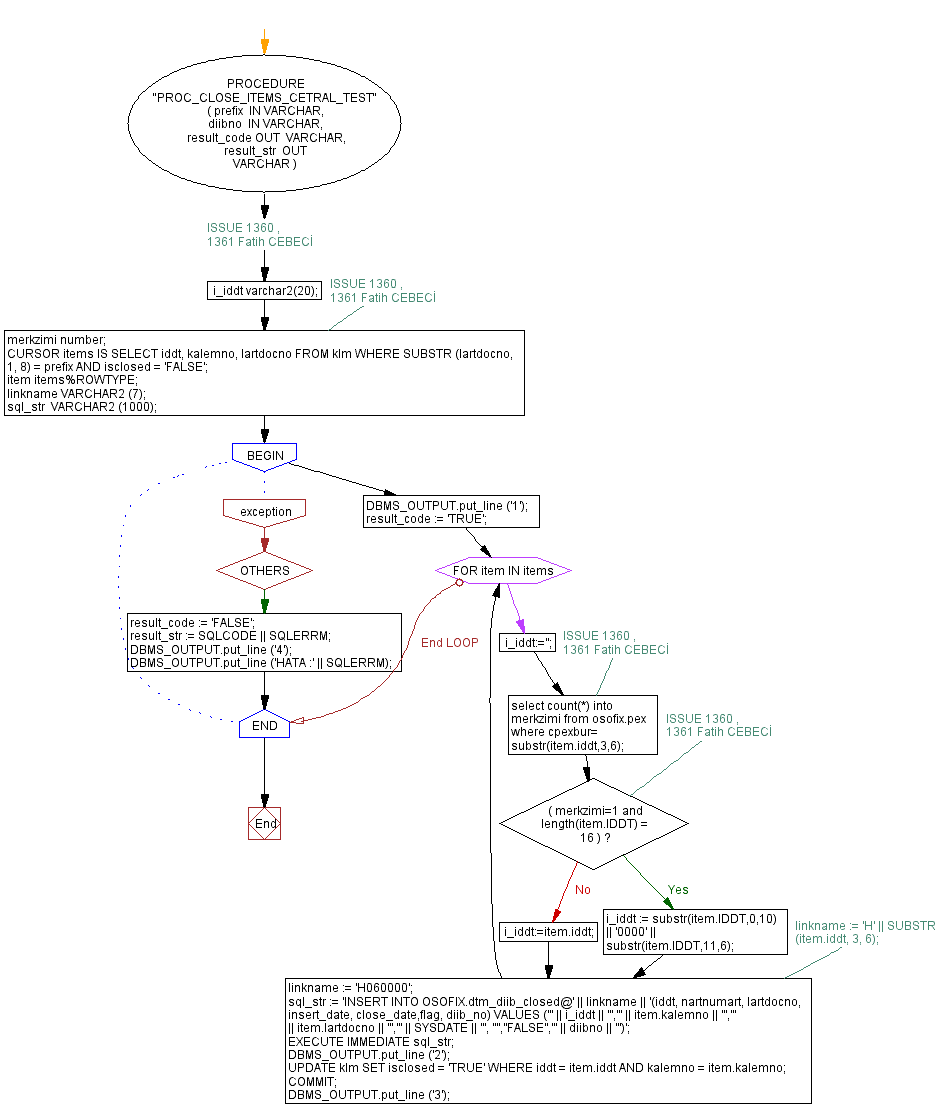 PROCEDURE
"PROC_CLOSE_ITEMS_CETRAL_TEST"
( prefix IN VARCHAR,
diibno IN VARCHAR,
result_code OUT VARCHAR,
result_str OUT
VARCHAR )
ISSUE 1360 ,
1361 Fatih CEBECİ
i_iddt varchar2(20);
ISSUE 1360 ,
1361 Fatih CEBECİ
merkzimi number;
CURSOR items IS SELECT iddt, kalemno, lartdocno FROM klm WHERE SUBSTR (lartdocno,
1, 8) = prefix AND isclosed = 'FALSE';
item items%ROWTYPE;
linkname VARCHAR2 (7);
sql_str VARCHAR2 (1000);
BEGIN
exception
OTHERS
result_code := 'FALSE';
result_str := SQLCODE || SQLERRM;
DBMS_OUTPUT.put_line ('4');
DBMS_OUTPUT.put_line ('HATA :' || SQLERRM);
END
End
DBMS_OUTPUT.put_line ('1');
result_code := 'TRUE';
FOR item IN items
End LOOP
i_iddt:='';
ISSUE 1360 ,
1361 Fatih CEBECİ
select count(*) into
merkzimi from osofix.pex
where cpexbur=
substr(item.iddt,3,6);
ISSUE 1360 ,
1361 Fatih CEBECİ
( merkzimi=1 and
length(item.IDDT) =
16 ) ?
No
Yes
i_iddt:=item.iddt;
i_iddt := substr(item.IDDT,0,10)
|| '0000' ||
substr(item.IDDT,11,6);
linkname := 'H' || SUBSTR
(item.iddt, 3, 6);
linkname := 'H060000';
sql_str := 'INSERT INTO OSOFIX.dtm_diib_closed@' || linkname || '(iddt, nartnumart, lartdocno,
insert_date, close_date,flag, diib_no) VALUES (''' || i_iddt || ''',''' || item.kalemno || ''','''
|| item.lartdocno || ''',''' || SYSDATE || ''', '''',''FALSE'',''' || diibno || ''')';
EXECUTE IMMEDIATE sql_str;
DBMS_OUTPUT.put_line ('2');
UPDATE klm SET isclosed = 'TRUE' WHERE iddt = item.iddt AND kalemno = item.kalemno;
COMMIT;
DBMS_OUTPUT.put_line ('3');